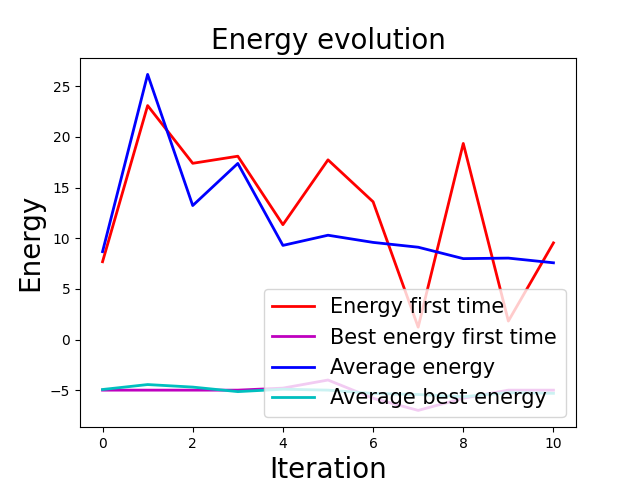 Energy evolution
Energy
25
20
15
10
5
0
−5
Energy first time
Best energy first time
Average energy
Average best energy
0 2 4 6 8 10
Iteration